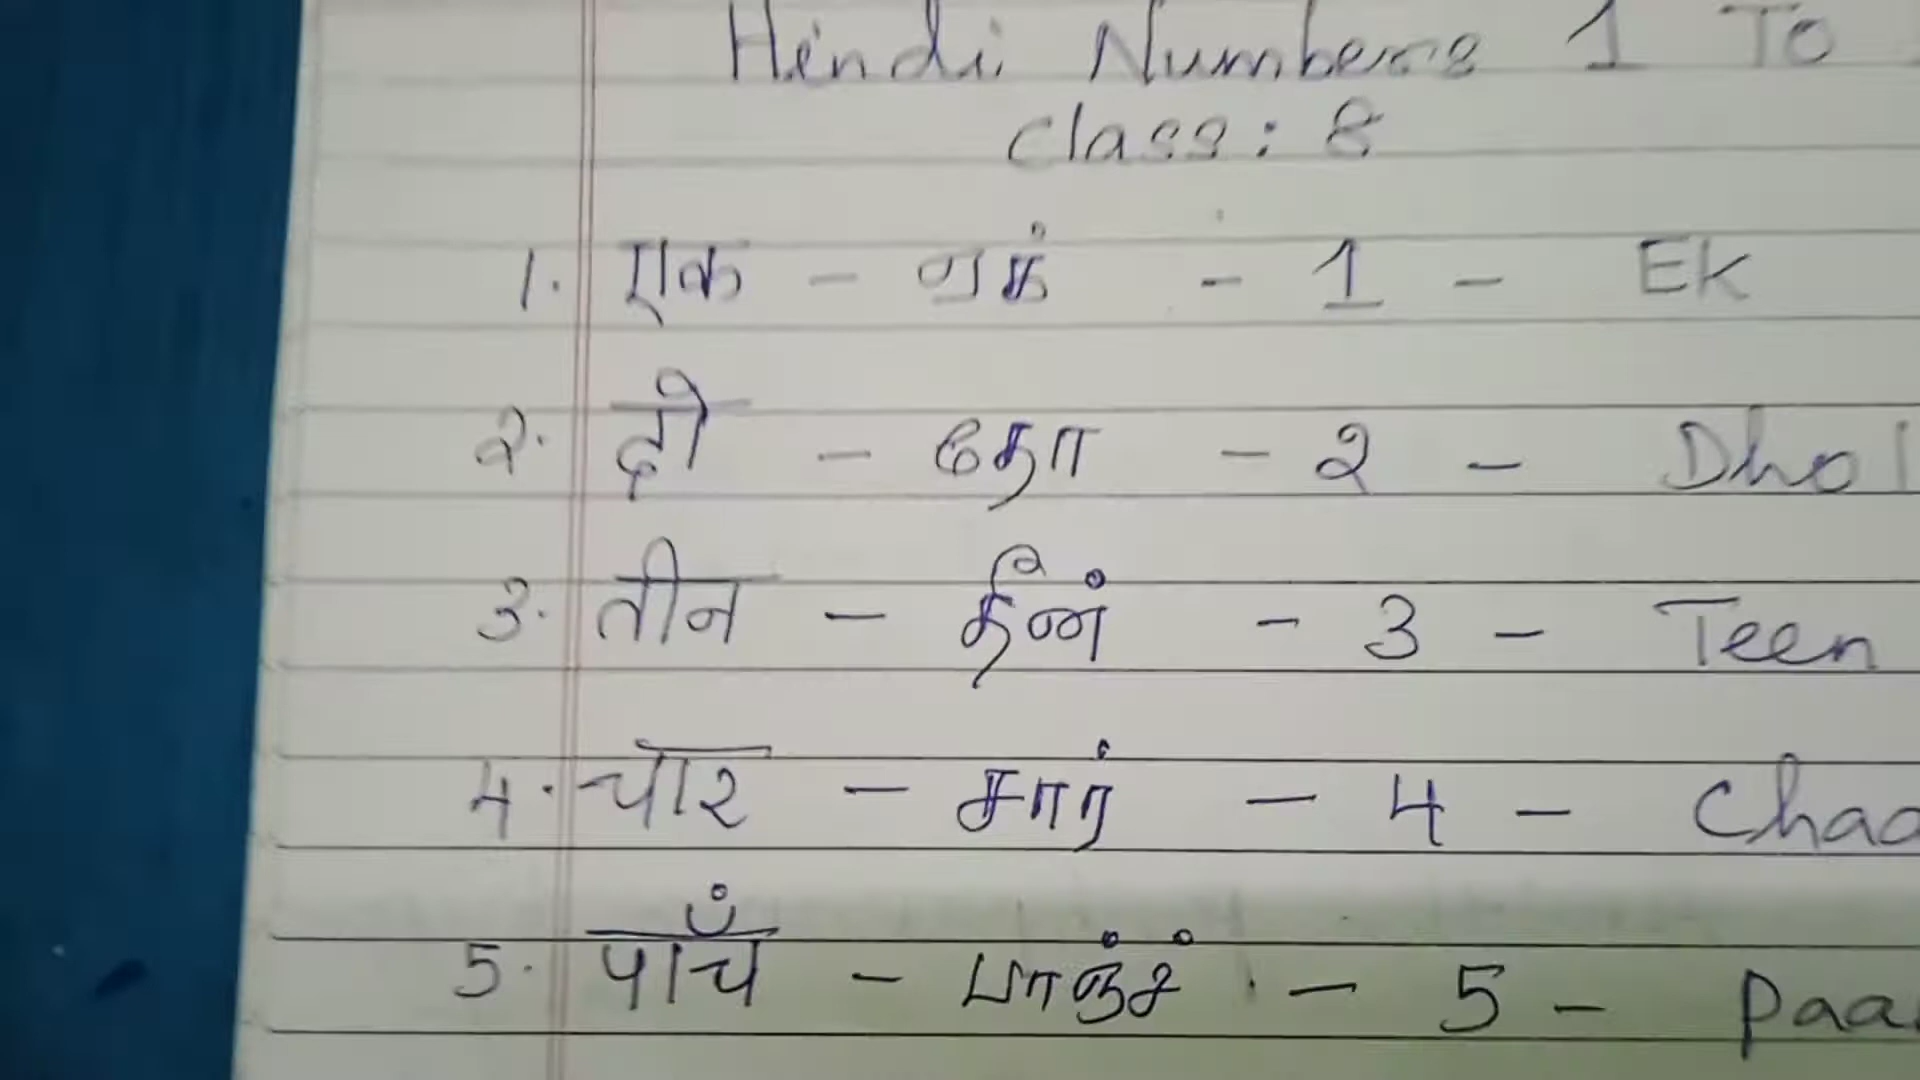 Hindi Numbers 1 To
class: 8
1. एक - ஏக் - 1 - Ek
2. दो - தோ - 2 - Dho
3. तीन - தீன் - 3 - Teen
4. चार - சார் - 4 - Chaa
5. पाँच - பாஞ்ச் - 5 - paa